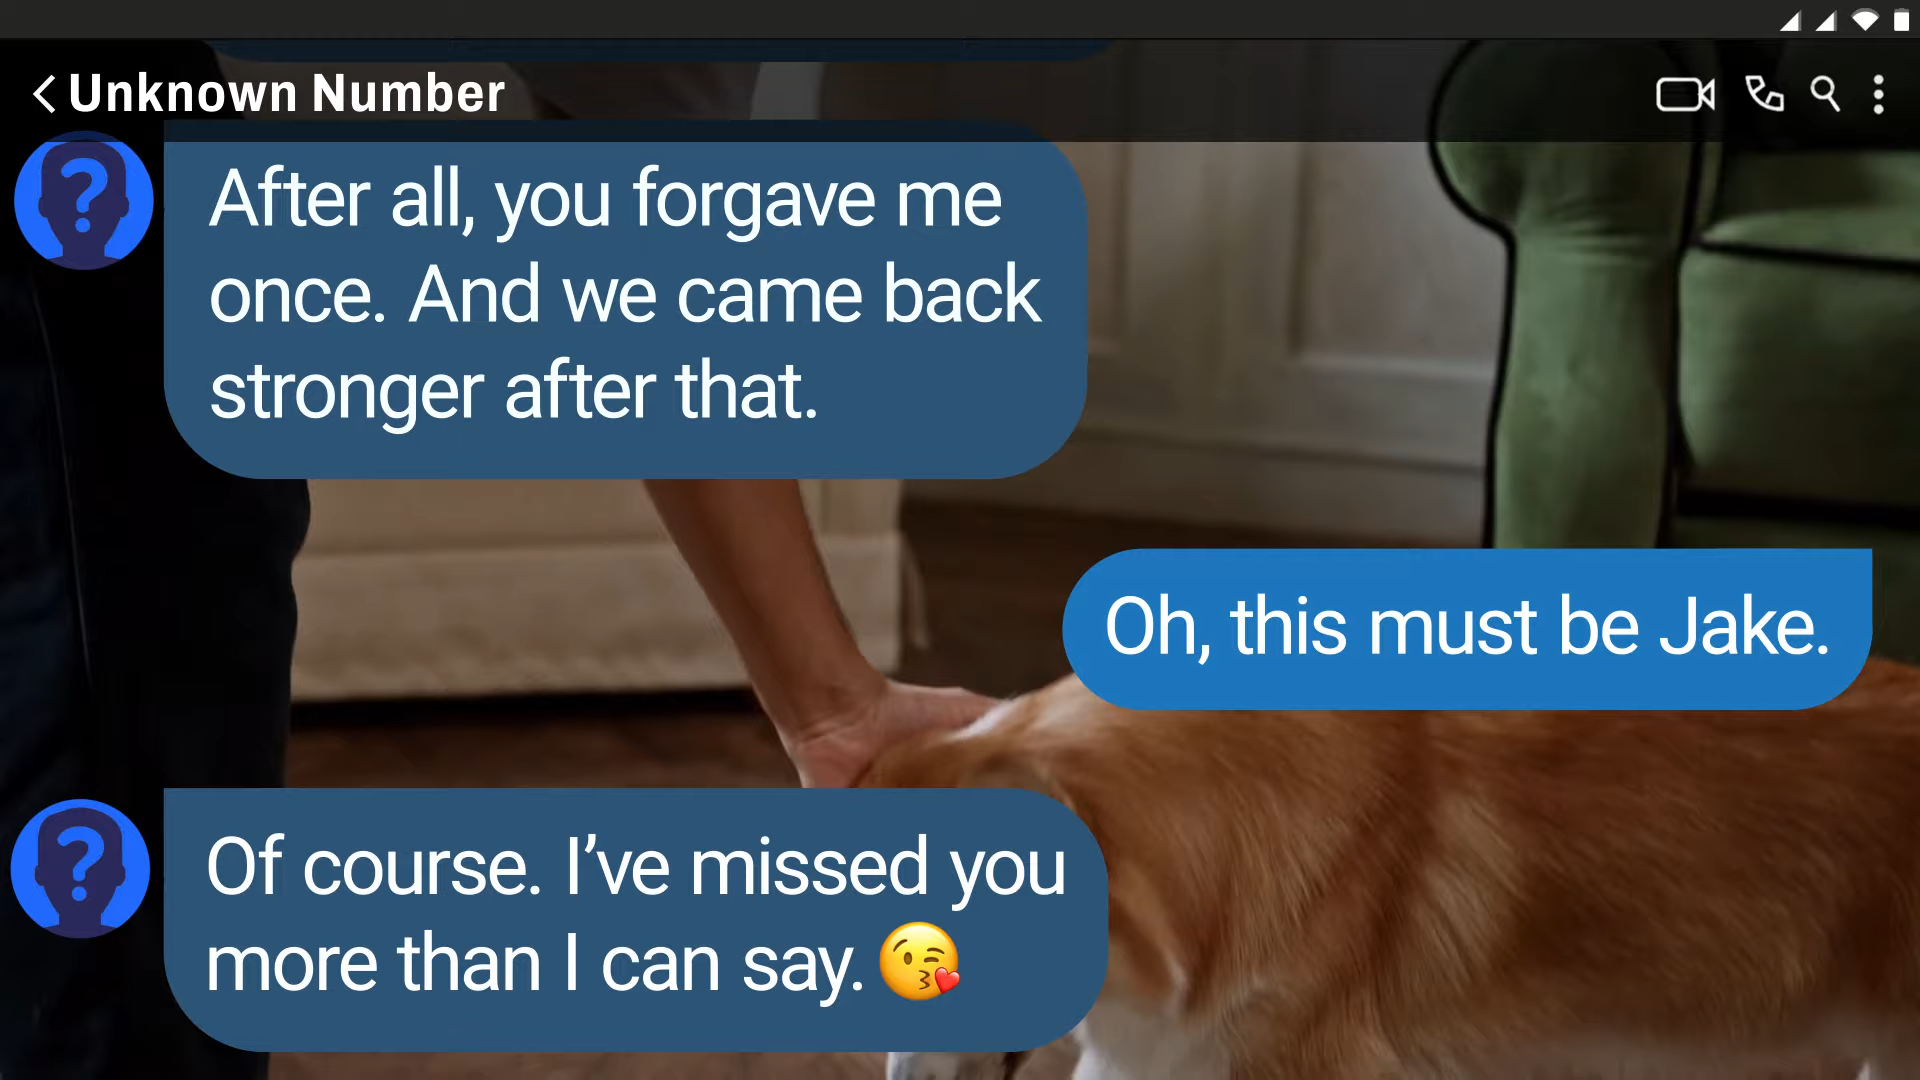 Unknown Number
After all, you forgave me
once. And we came back
stronger after that.
Oh, this must be Jake.
Of course. I’ve missed you
more than I can say. 😘